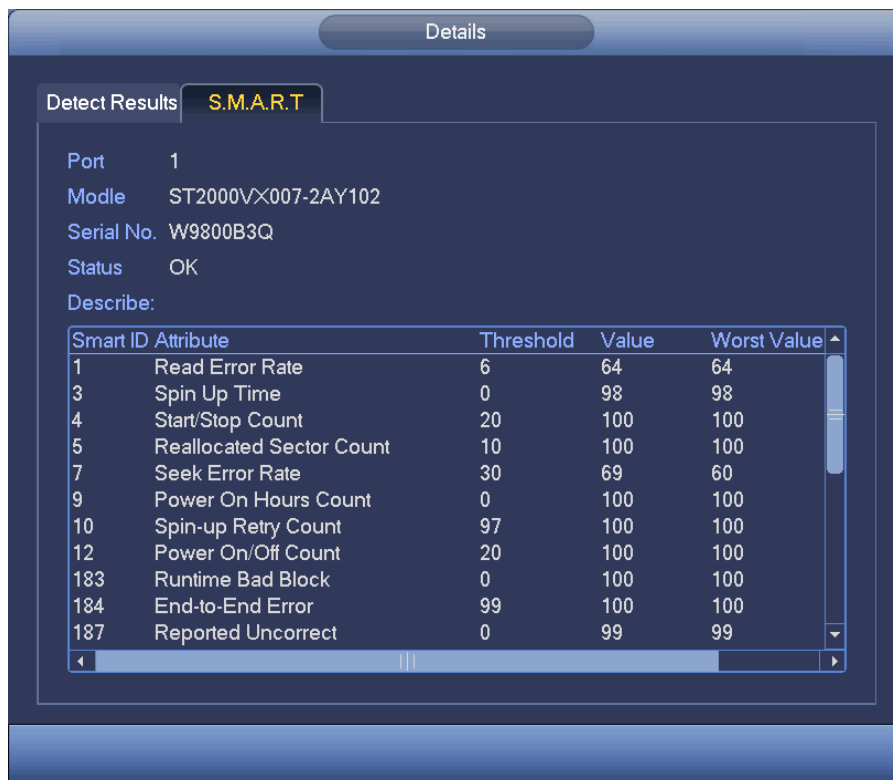 Details
Detect Results S.M.A.R.T
Port 1
Modle ST2000VX007-2AY102
Serial No. W9800B3Q
Status OK
Describe:
Smart ID Attribute Threshold Value Worst Value
1 Read Error Rate 6 64 64
3 Spin Up Time 0 98 98
4 Start/Stop Count 20 100 100
5 Reallocated Sector Count 10 100 100
7 Seek Error Rate 30 69 60
9 Power On Hours Count 0 100 100
10 Spin-up Retry Count 97 100 100
12 Power On/Off Count 20 100 100
183 Runtime Bad Block 0 100 100
184 End-to-End Error 99 100 100
187 Reported Uncorrect 0 99 99